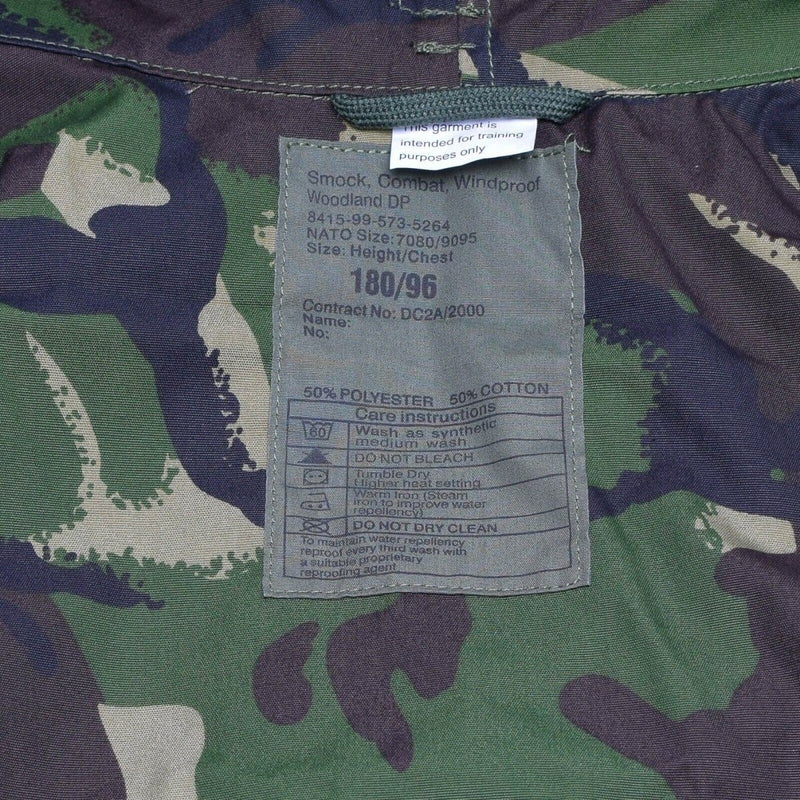 This garment is
intended for training
purposes only
Smock, Combat, Windproof
Woodland DP
8415-99-573-5264
NATO Size: 7080/9095
Size: Height/Chest
180/96
Contract No: DC2A/2000
Name:
No:
50% POLYESTER 50% COTTON
Care instructions
60 Wash as synthetic
medium wash
DO NOT BLEACH
Tumble Dry
Higher heat setting
Warm Iron (Steam
iron to improve water
repellency)
DO NOT DRY CLEAN
To maintain water repellency
reproof every third wash with
a suitable proprietary
reproofing agent